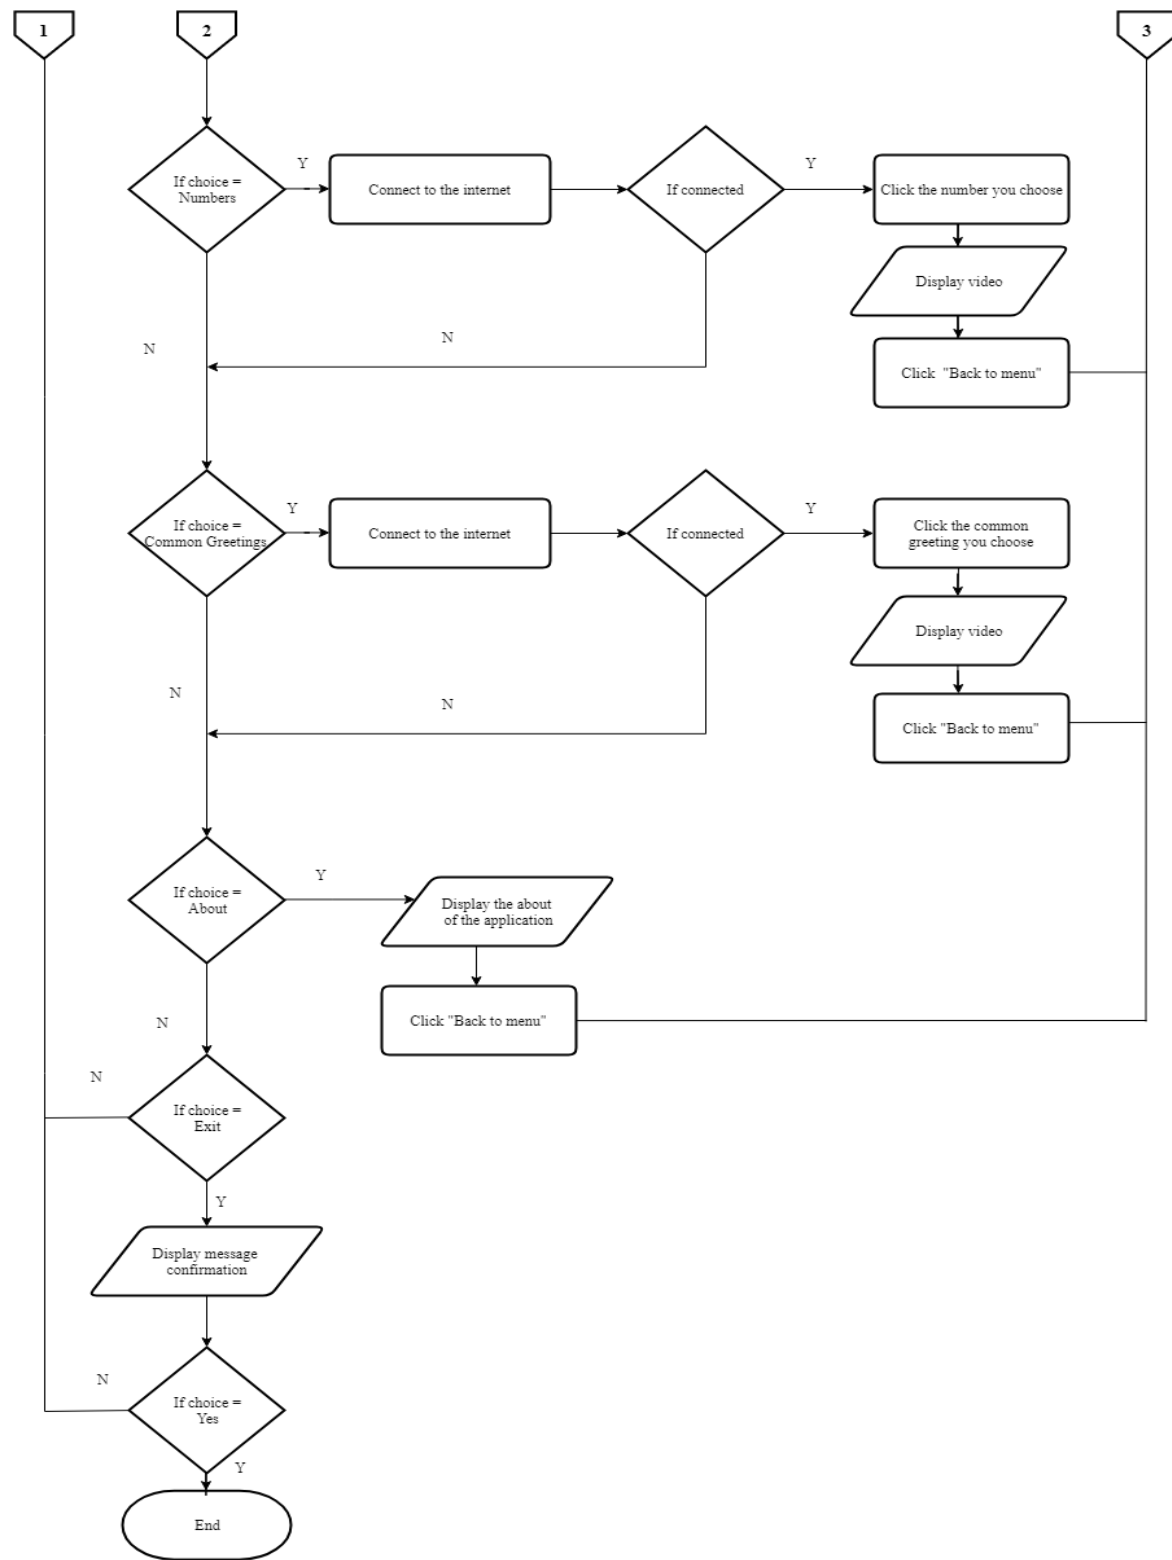 1
2
3
If choice =
Numbers
Y
Connect to the internet
If connected
Y
Click the number you choose
Display video
Click "Back to menu"
N
N
If choice =
Common Greetings
Y
Connect to the internet
If connected
Y
Click the common
greeting you choose
Display video
Click "Back to menu"
N
N
If choice =
About
Y
Display the about
of the application
Click "Back to menu"
N
N
If choice =
Exit
Y
Display message
confirmation
N
If choice =
Yes
Y
End